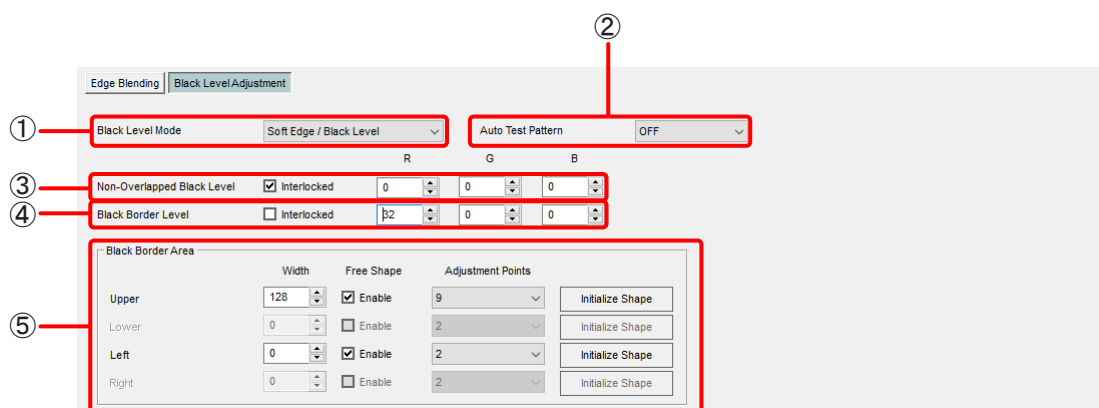 ②
Edge Blending Black Level Adjustment
① Black Level Mode Soft Edge / Black Level Auto Test Pattern OFF
R G B
③ Non-Overlapped Black Level Interlocked 0 0 0
④ Black Border Level Interlocked 32 0 0
Black Border Area
Width Free Shape Adjustment Points
Upper 128 Enable 9 Initialize Shape
⑤ Lower 0 Enable 2 Initialize Shape
Left 0 Enable 2 Initialize Shape
Right 0 Enable 2 Initialize Shape